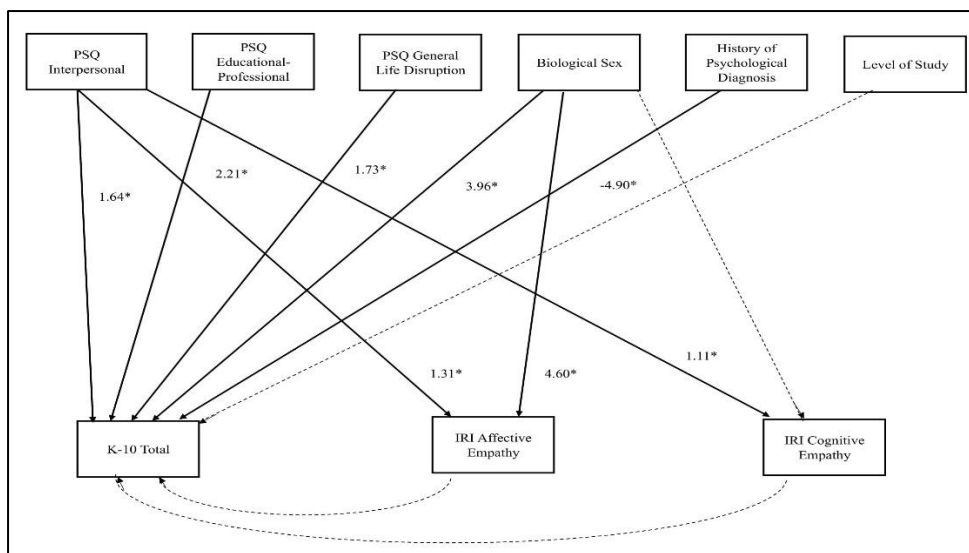 PSQ
Interpersonal
PSQ
Educational-
Professional
PSQ General
Life Disruption
Biological Sex
History of
Psychological
Diagnosis
Level of Study
1.64*
2.21*
1.73*
3.96*
-4.90*
1.31*
4.60*
1.11*
K-10 Total
IRI Affective
Empathy
IRI Cognitive
Empathy